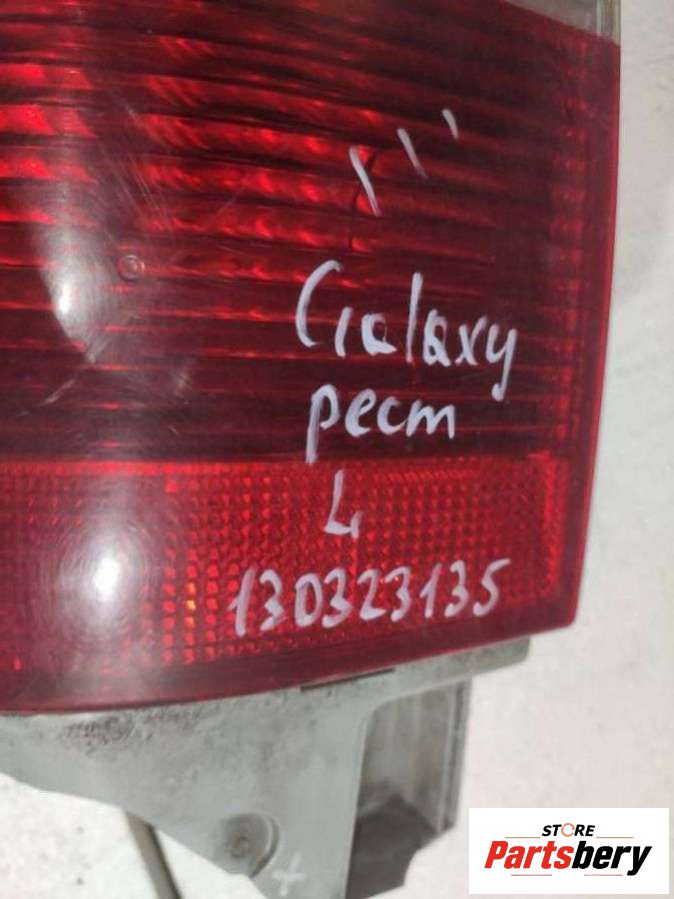 Galaxy
рест
L
130323135
STORE
Partsbery